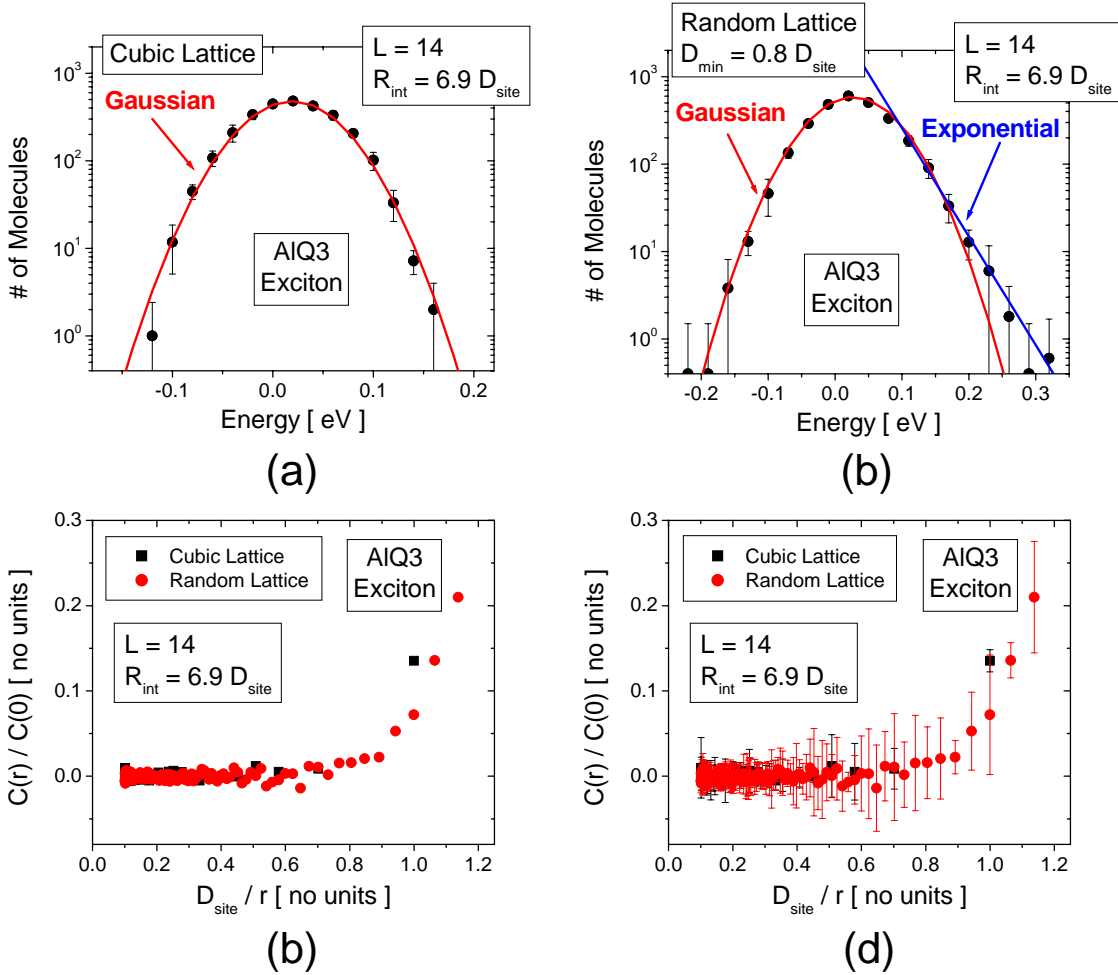 Cubic Lattice
L = 14
R_int = 6.9 D_site
Gaussian
AlQ3
Exciton
# of Molecules
10^3
10^2
10^1
10^0
-0.1 0.0 0.1 0.2
Energy [ eV ]
(a)
Random Lattice
D_min = 0.8 D_site
L = 14
R_int = 6.9 D_site
Gaussian
Exponential
AlQ3
Exciton
# of Molecules
10^3
10^2
10^1
10^0
-0.2 -0.1 0.0 0.1 0.2 0.3
Energy [ eV ]
(b)
Cubic Lattice
Random Lattice
AlQ3
Exciton
L = 14
R_int = 6.9 D_site
C(r) / C(0) [ no units ]
0.3
0.2
0.1
0.0
0.0 0.2 0.4 0.6 0.8 1.0 1.2
D_site / r [ no units ]
(b)
Cubic Lattice
Random Lattice
AlQ3
Exciton
L = 14
R_int = 6.9 D_site
C(r) / C(0) [ no units ]
0.3
0.2
0.1
0.0
0.0 0.2 0.4 0.6 0.8 1.0 1.2
D_site / r [ no units ]
(d)